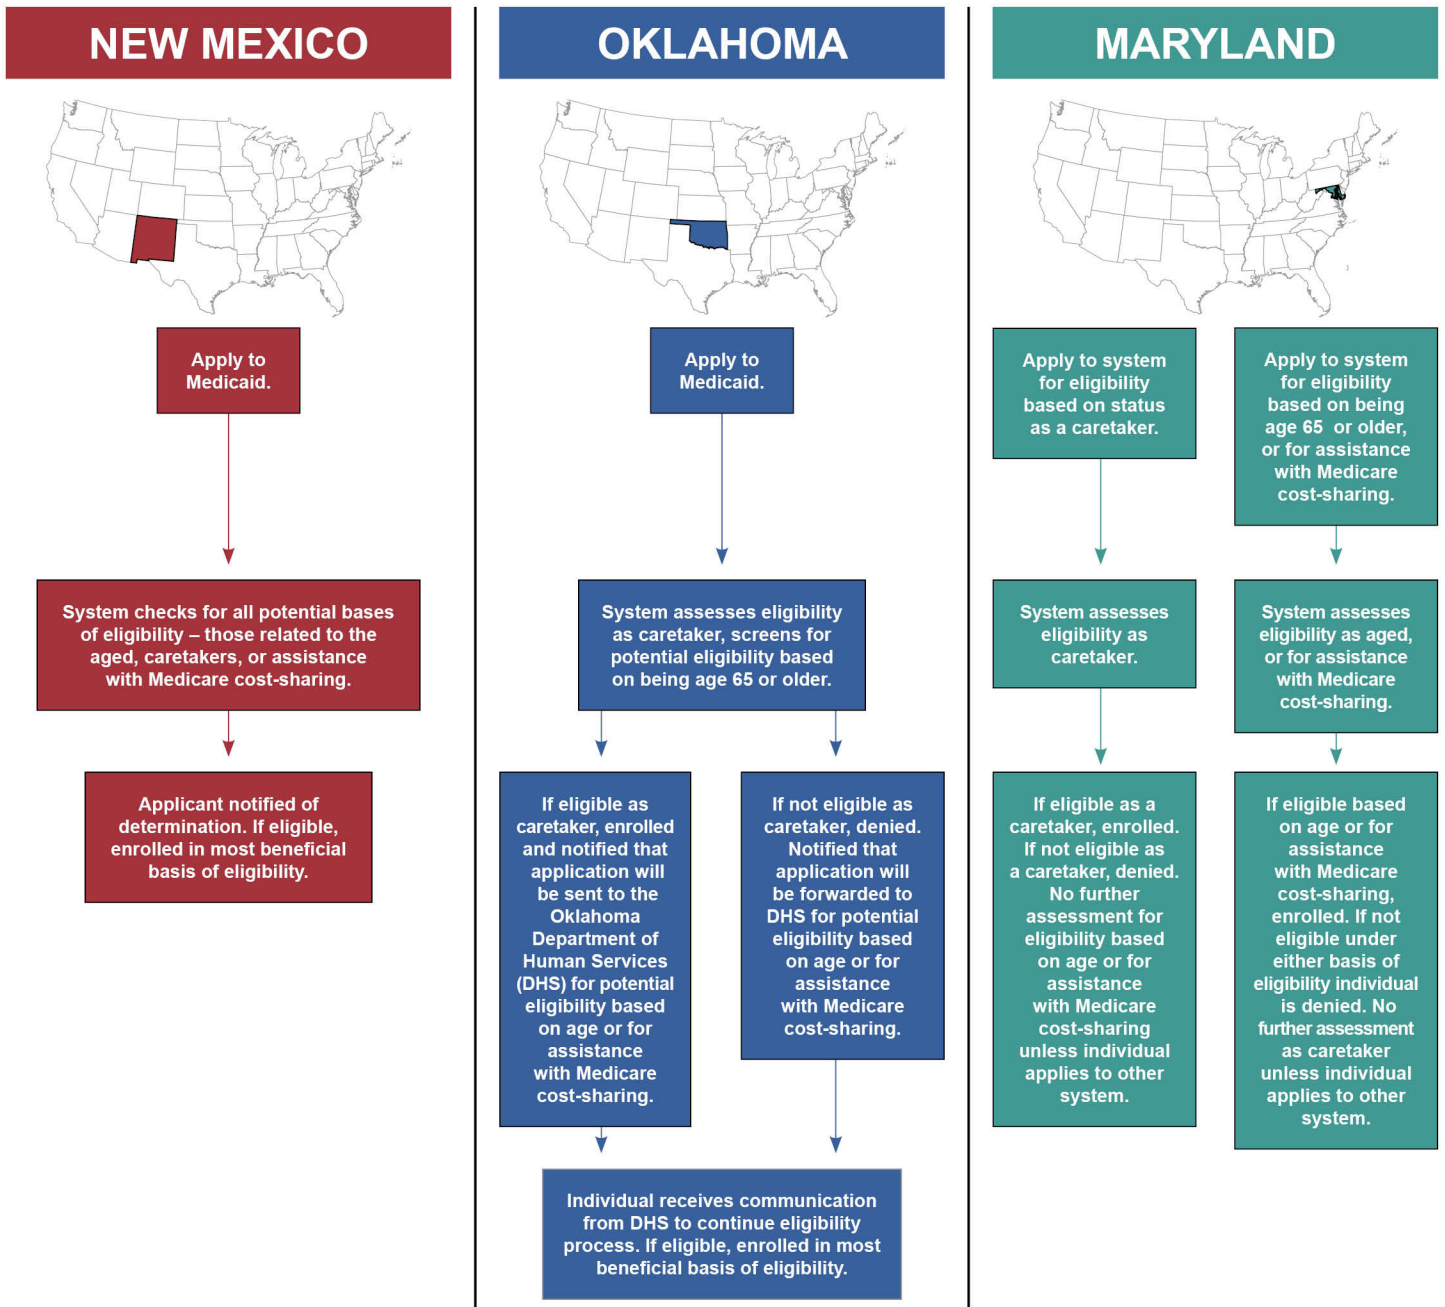 NEW MEXICO
Apply to
Medicaid.
System checks for all potential bases
of eligibility – those related to the
aged, caretakers, or assistance
with Medicare cost-sharing.
Applicant notified of
determination. If eligible,
enrolled in most beneficial
basis of eligibility.
OKLAHOMA
Apply to
Medicaid.
System assesses eligibility
as caretaker, screens for
potential eligibility based
on being age 65 or older.
If eligible as
caretaker, enrolled
and notified that
application will
be sent to the
Oklahoma
Department of
Human Services
(DHS) for potential
eligibility based
on age or for
assistance
with Medicare
cost-sharing.
If not eligible as
caretaker, denied.
Notified that
application will
be forwarded to
DHS for potential
eligibility based
on age or for
assistance
with Medicare
cost-sharing.
Individual receives communication
from DHS to continue eligibility
process. If eligible, enrolled in most
beneficial basis of eligibility.
MARYLAND
Apply to system
for eligibility
based on status
as a caretaker.
System assesses
eligibility as
caretaker.
If eligible as a
caretaker, enrolled.
If not eligible as
a caretaker, denied.
No further
assessment for
eligibility based
on age or for
assistance
with Medicare
cost-sharing
unless individual
applies to other
system.
Apply to system
for eligibility
based on being
age 65 or older,
or for assistance
with Medicare
cost-sharing.
System assesses
eligibility as aged,
or for assistance
with Medicare
cost-sharing.
If eligible based
on age or for
assistance
with Medicare
cost-sharing,
enrolled. If not
eligible under
either basis of
eligibility individual
is denied. No
further assessment
as caretaker
unless individual
applies to other
system.